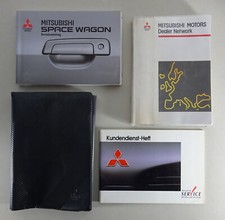 MITSUBISHI
SPACE WAGON
MITSUBISHI MOTORS
Dealer Network
Kundendienst-Heft
SERVICE